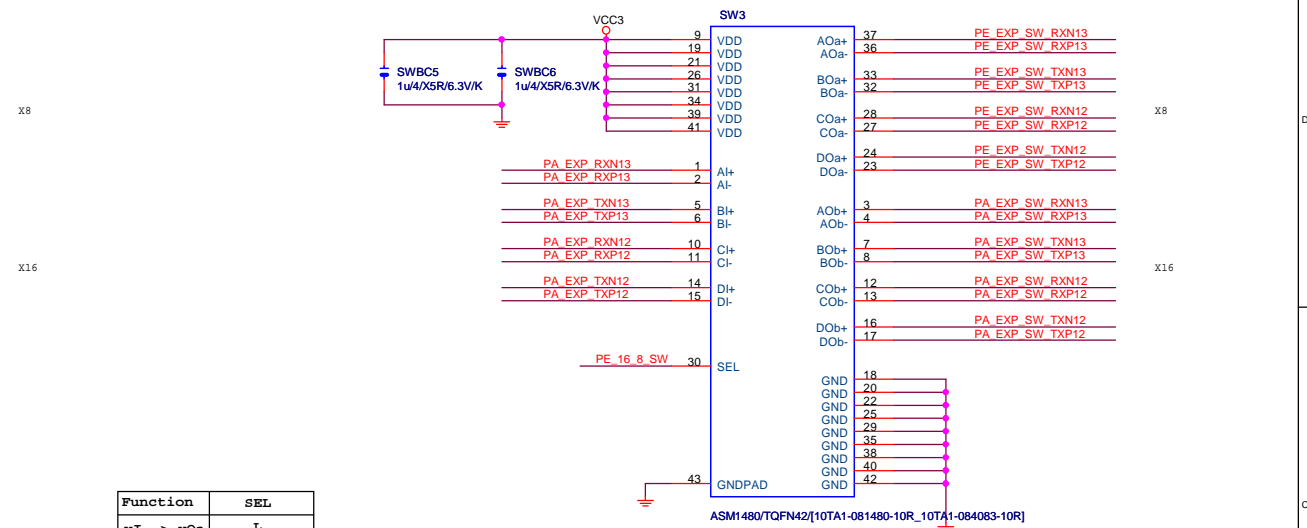 SW3
VCC3
SWBC5
1u/4/X5R/6.3V/K
SWBC6
1u/4/X5R/6.3V/K
X8
X8
D
X16
X16
C
9 VDD
19 VDD
21 VDD
26 VDD
31 VDD
34 VDD
39 VDD
41 VDD
PA_EXP_RXN13 1 AI+
PA_EXP_RXP13 2 AI-
PA_EXP_TXN13 5 BI+
PA_EXP_TXP13 6 BI-
PA_EXP_RXN12 10 CI+
PA_EXP_RXP12 11 CI-
PA_EXP_TXN12 14 DI+
PA_EXP_TXP12 15 DI-
PE_16_8_SW 30 SEL
43 GNDPAD
AOa+ 37 PE_EXP_SW_RXN13
AOa- 36 PE_EXP_SW_RXP13
BOa+ 33 PE_EXP_SW_TXN13
BOa- 32 PE_EXP_SW_TXP13
COa+ 28 PE_EXP_SW_RXN12
COa- 27 PE_EXP_SW_RXP12
DOa+ 24 PE_EXP_SW_TXN12
DOa- 23 PE_EXP_SW_TXP12
AOb+ 3 PA_EXP_SW_RXN13
AOb- 4 PA_EXP_SW_RXP13
BOb+ 7 PA_EXP_SW_TXN13
BOb- 8 PA_EXP_SW_TXP13
COb+ 12 PA_EXP_SW_RXN12
COb- 13 PA_EXP_SW_RXP12
DOb+ 16 PA_EXP_SW_TXN12
DOb- 17 PA_EXP_SW_TXP12
GND 18
GND 20
GND 22
GND 25
GND 29
GND 35
GND 38
GND 40
GND 42
ASM1480/TQFN42/[10TA1-081480-10R_10TA1-084083-10R]
Function SEL